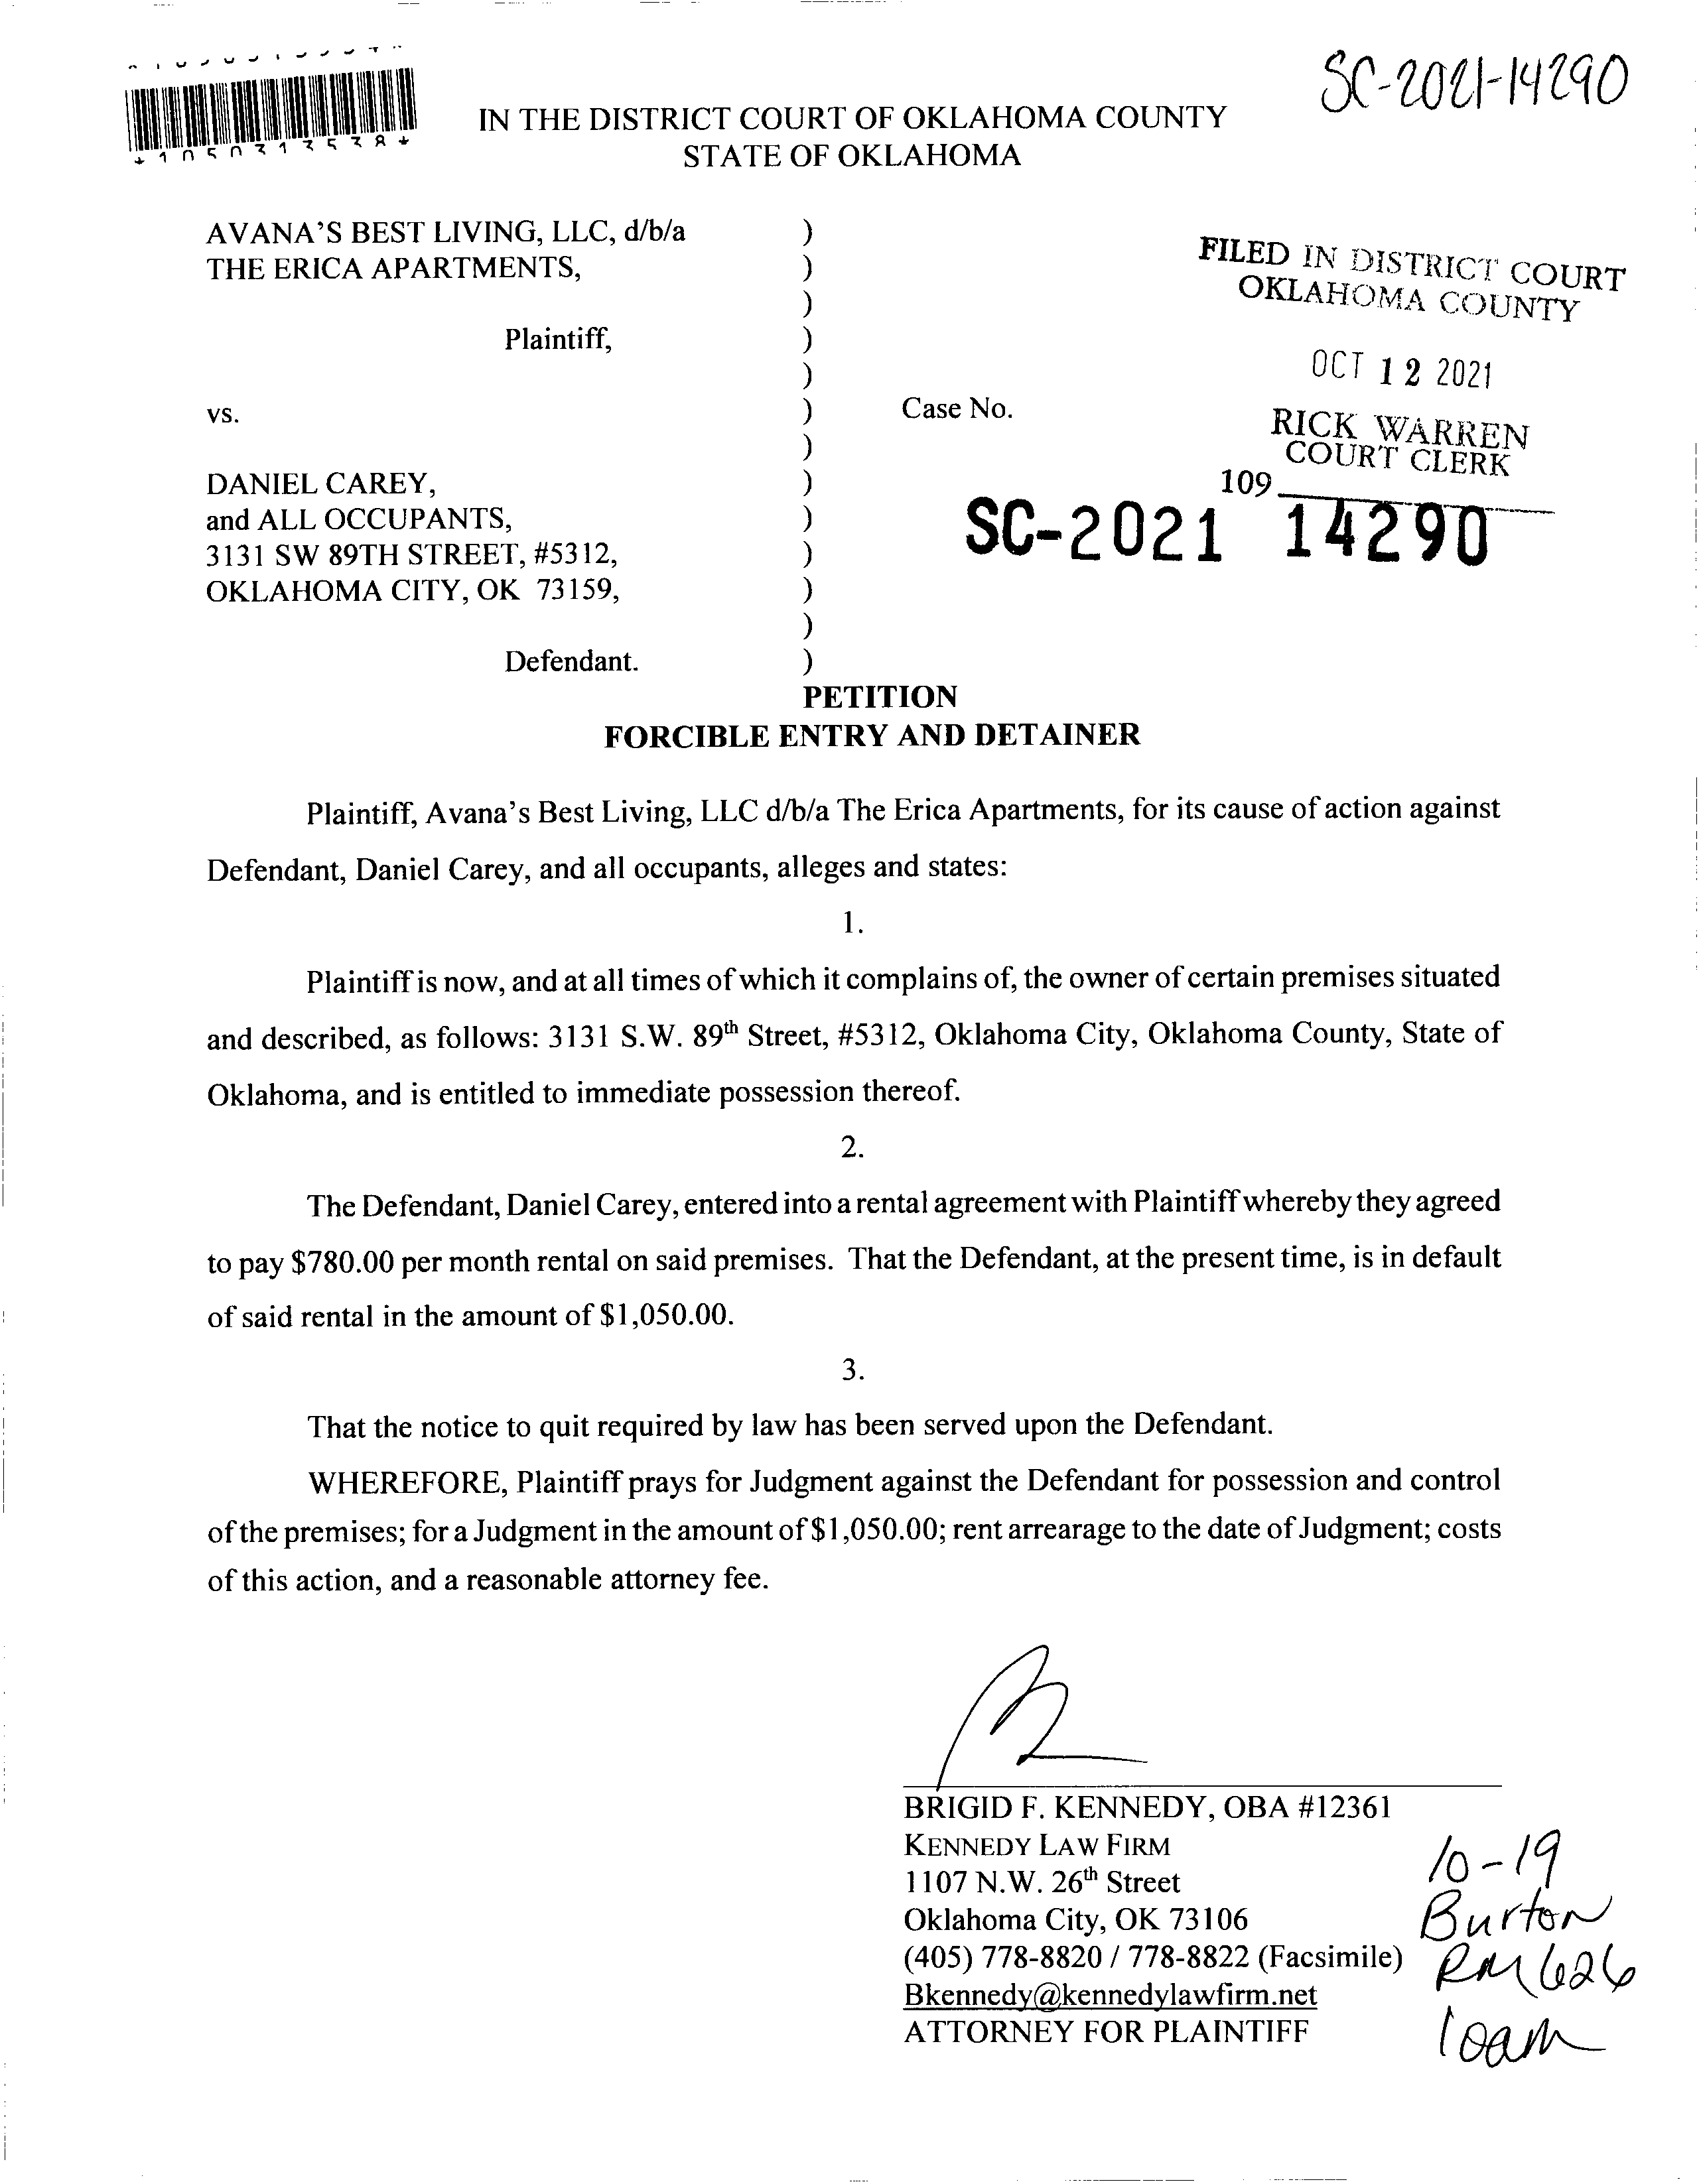 SC-2021-14290
*1050313538*
IN THE DISTRICT COURT OF OKLAHOMA COUNTY
STATE OF OKLAHOMA
AVANA'S BEST LIVING, LLC, d/b/a )
THE ERICA APARTMENTS, )
)
Plaintiff, )
)
vs. ) Case No.
)
DANIEL CAREY, )
and ALL OCCUPANTS, )
3131 SW 89TH STREET, #5312, )
OKLAHOMA CITY, OK 73159, )
)
Defendant. )
FILED IN DISTRICT COURT
OKLAHOMA COUNTY
OCT 12 2021
RICK WARREN
COURT CLERK
109
SC-2021 14290
PETITION
FORCIBLE ENTRY AND DETAINER
Plaintiff, Avana's Best Living, LLC d/b/a The Erica Apartments, for its cause of action against
Defendant, Daniel Carey, and all occupants, alleges and states:
1.
Plaintiff is now, and at all times of which it complains of, the owner of certain premises situated
and described, as follows: 3131 S.W. 89th Street, #5312, Oklahoma City, Oklahoma County, State of
Oklahoma, and is entitled to immediate possession thereof.
2.
The Defendant, Daniel Carey, entered into a rental agreement with Plaintiff whereby they agreed
to pay $780.00 per month rental on said premises. That the Defendant, at the present time, is in default
of said rental in the amount of $1,050.00.
3.
That the notice to quit required by law has been served upon the Defendant.
WHEREFORE, Plaintiff prays for Judgment against the Defendant for possession and control
of the premises; for a Judgment in the amount of $1,050.00; rent arrearage to the date of Judgment; costs
of this action, and a reasonable attorney fee.
BRIGID F. KENNEDY, OBA #12361
KENNEDY LAW FIRM
1107 N.W. 26th Street
Oklahoma City, OK 73106
(405) 778-8820 / 778-8822 (Facsimile)
Bkennedy@kennedylawfirm.net
ATTORNEY FOR PLAINTIFF
10-19
Burton
RM 626
10am